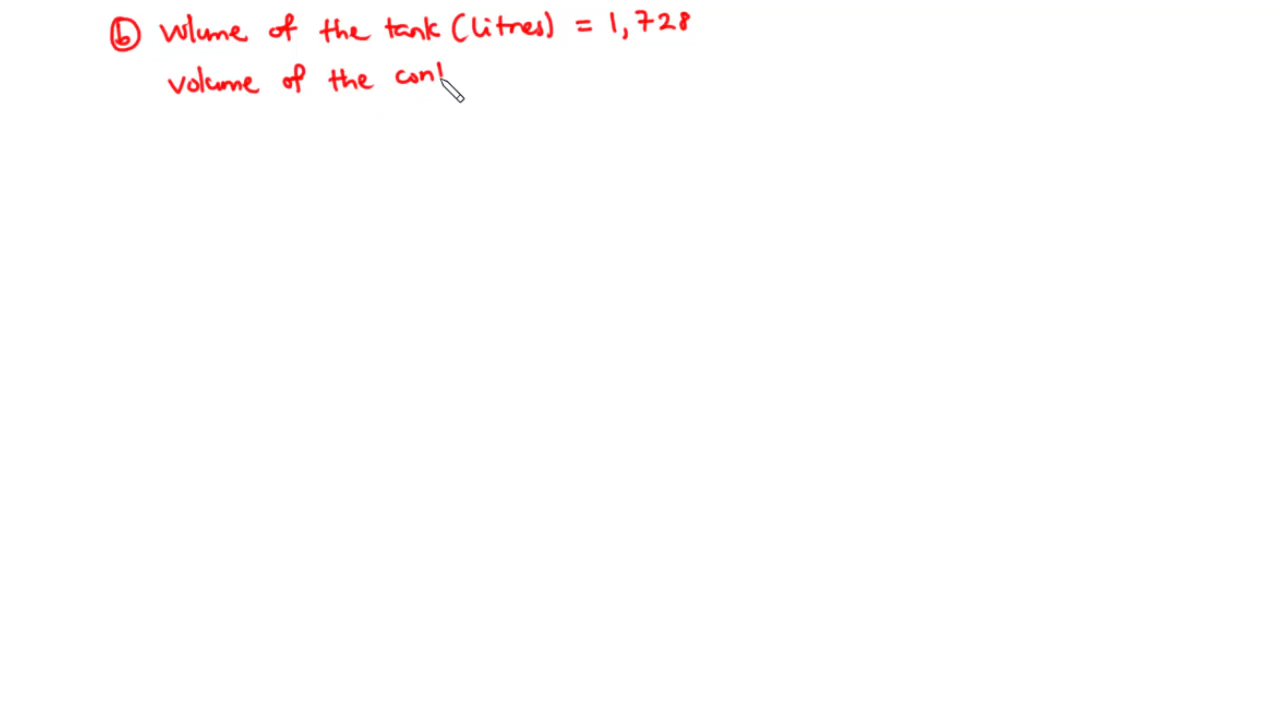 b volume of the tank (litres) = 1,728
volume of the con